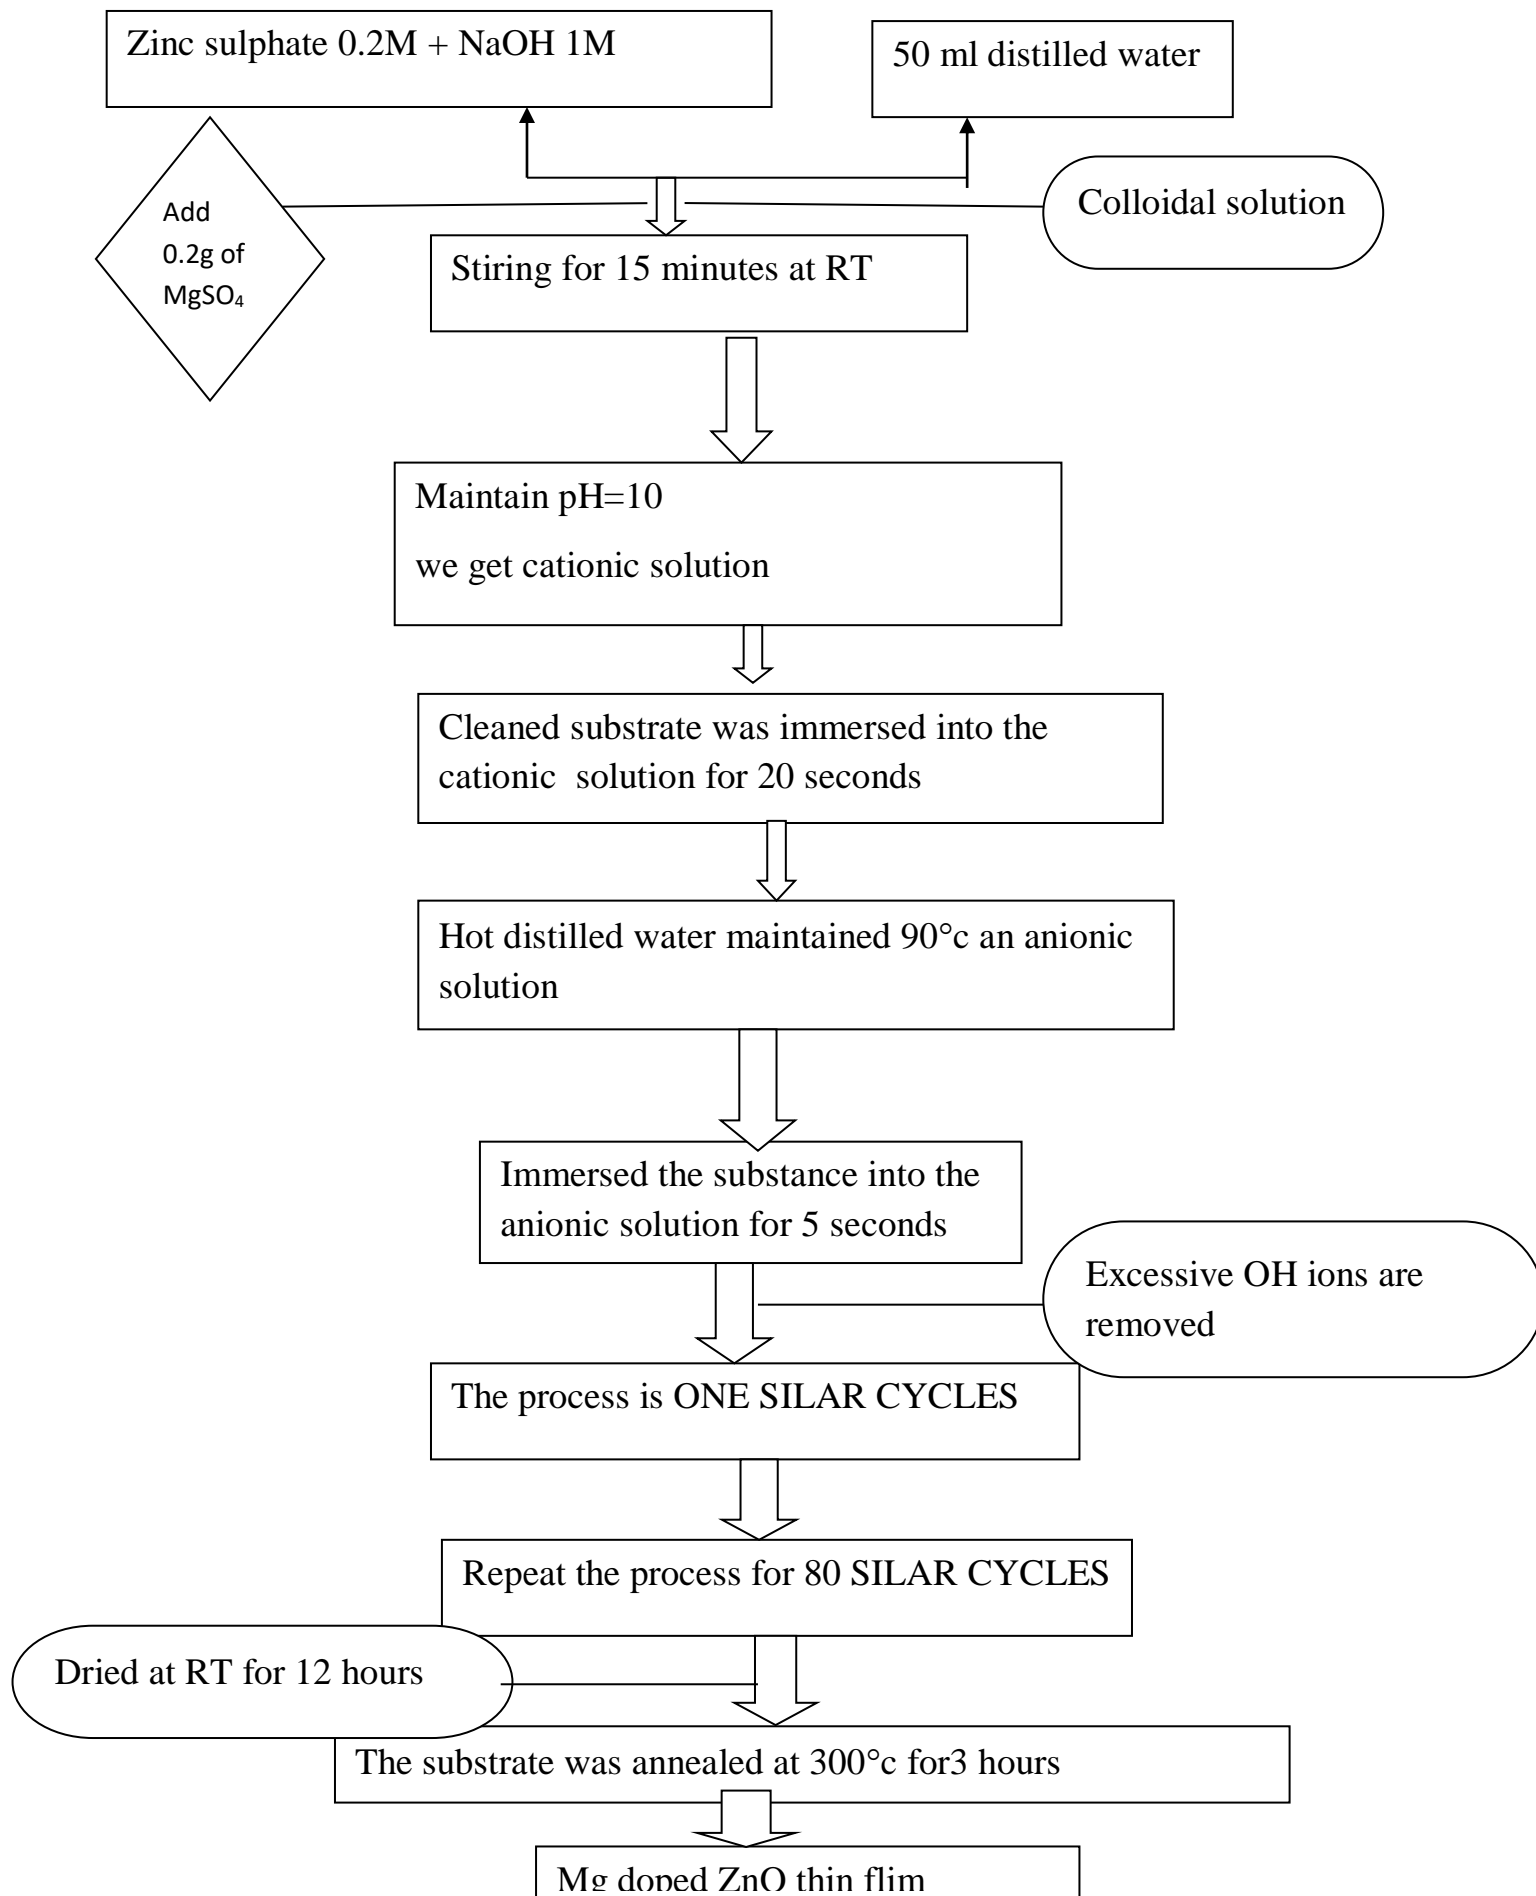 Zinc sulphate 0.2M + NaOH 1M
50 ml distilled water
Add
0.2g of
MgSO₄
Colloidal solution
Stiring for 15 minutes at RT
Maintain pH=10
we get cationic solution
Cleaned substrate was immersed into the
cationic  solution for 20 seconds
Hot distilled water maintained 90°c an anionic
solution
Immersed the substance into the
anionic solution for 5 seconds
Excessive OH ions are
removed
The process is ONE SILAR CYCLES
Repeat the process for 80 SILAR CYCLES
Dried at RT for 12 hours
The substrate was annealed at 300°c for3 hours
Mg doped ZnO thin flim